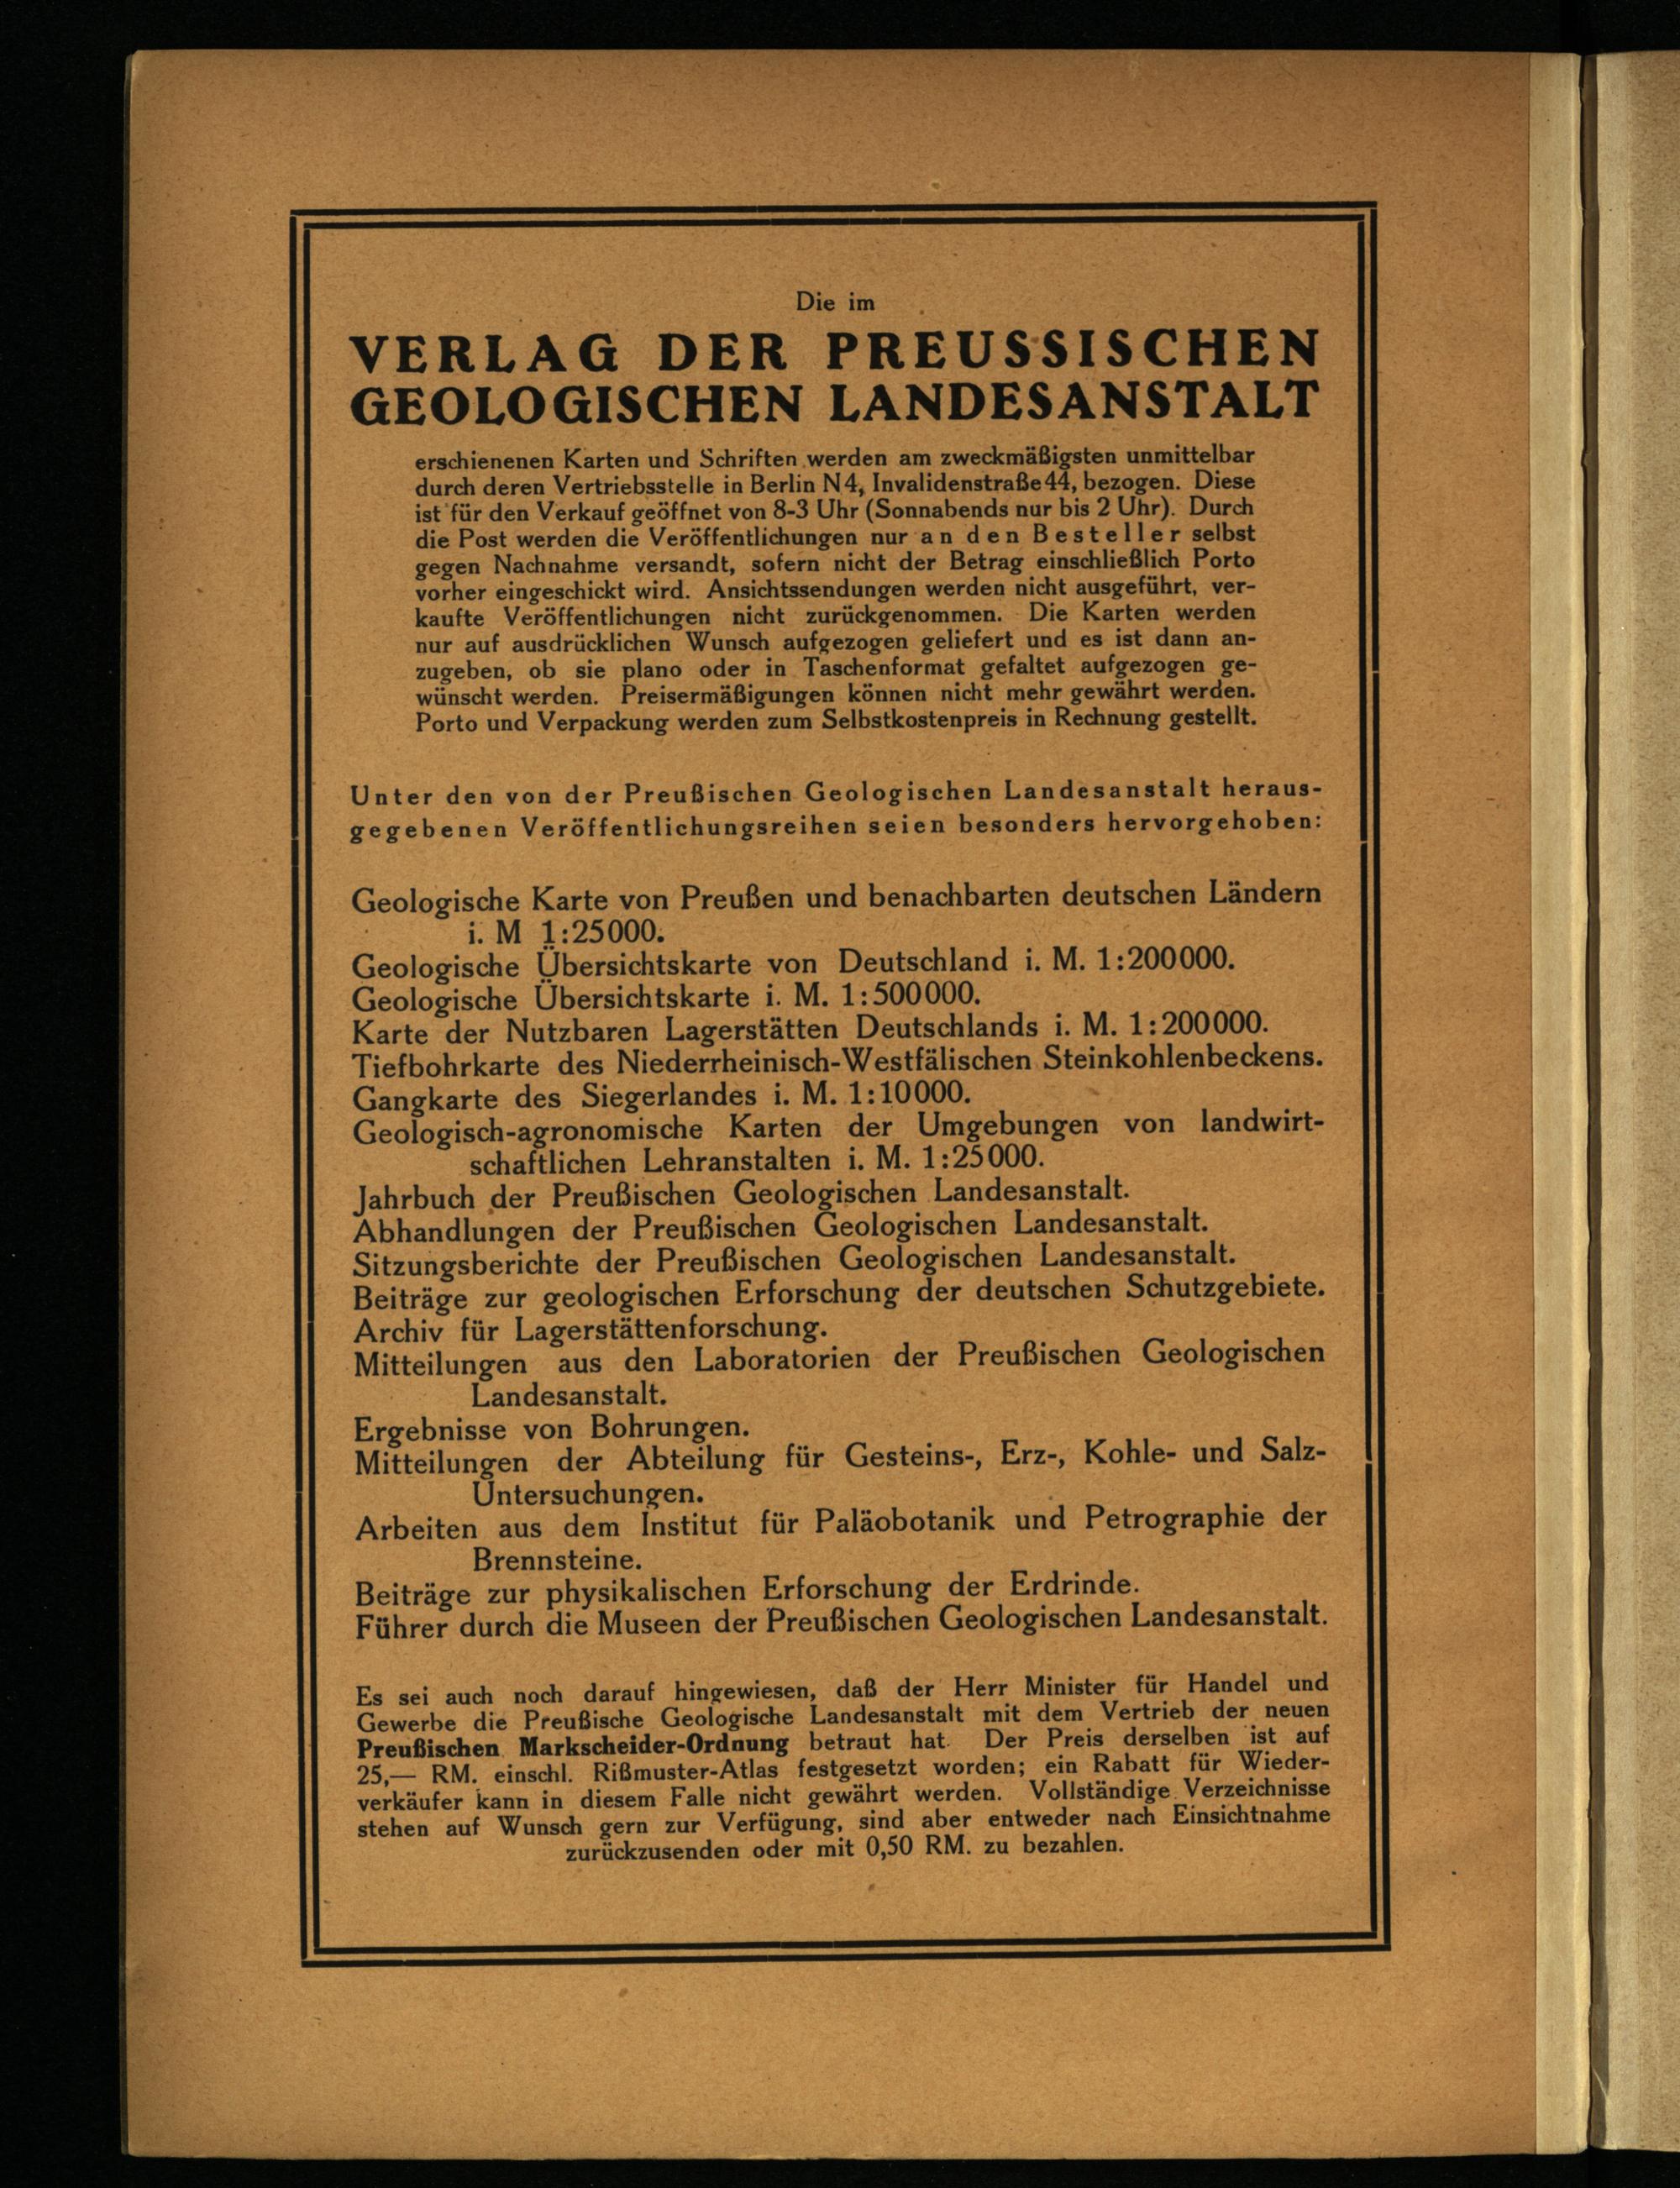 Die im
VERLAG DER PREUSSISCHEN
GEOLOGISCHEN LANDESANSTALT
erschienenen Karten und Schriften werden am zweckmäßigsten unmittelbar
durch deren Vertriebsstelle in Berlin N4, Invalidenstraße 44, bezogen. Diese
ist für den Verkauf geöffnet von 8-3 Uhr (Sonnabends nur bis 2 Uhr). Durch
die Post werden die Veröffentlichungen nur an den Besteller selbst
gegen Nachnahme versandt, sofern nicht der Betrag einschließlich Porto
vorher eingeschickt wird. Ansichtssendungen werden nicht ausgeführt, ver-
kaufte Veröffentlichungen nicht zurückgenommen. Die Karten werden
nur auf ausdrücklichen Wunsch aufgezogen geliefert und es ist dann an-
zugeben, ob sie plano oder in Taschenformat gefaltet aufgezogen ge-
wünscht werden. Preisermäßigungen können nicht mehr gewährt werden.
Porto und Verpackung werden zum Selbstkostenpreis in Rechnung gestellt.
Unter den von der Preußischen Geologischen Landesanstalt heraus-
gegebenen Veröffentlichungsreihen seien besonders hervorgehoben:
Geologische Karte von Preußen und benachbarten deutschen Ländern
i. M 1:25000.
Geologische Übersichtskarte von Deutschland i. M. 1:200000.
Geologische Übersichtskarte i. M. 1:500000.
Karte der Nutzbaren Lagerstätten Deutschlands i. M. 1:200000.
Tiefbohrkarte des Niederrheinisch-Westfälischen Steinkohlenbeckens.
Gangkarte des Siegerlandes i. M. 1:10000.
Geologisch-agronomische Karten der Umgebungen von landwirt-
schaftlichen Lehranstalten i. M. 1:25000.
Jahrbuch der Preußischen Geologischen Landesanstalt.
Abhandlungen der Preußischen Geologischen Landesanstalt.
Sitzungsberichte der Preußischen Geologischen Landesanstalt.
Beiträge zur geologischen Erforschung der deutschen Schutzgebiete.
Archiv für Lagerstättenforschung.
Mitteilungen aus den Laboratorien der Preußischen Geologischen
Landesanstalt.
Ergebnisse von Bohrungen.
Mitteilungen der Abteilung für Gesteins-, Erz-, Kohle- und Salz-
Untersuchungen.
Arbeiten aus dem Institut für Paläobotanik und Petrographie der
Brennsteine.
Beiträge zur physikalischen Erforschung der Erdrinde.
Führer durch die Museen der Preußischen Geologischen Landesanstalt.
Es sei auch noch darauf hingewiesen, daß der Herr Minister für Handel und
Gewerbe die Preußische Geologische Landesanstalt mit dem Vertrieb der neuen
Preußischen Markscheider-Ordnung betraut hat. Der Preis derselben ist auf
25,— RM. einschl. Rißmuster-Atlas festgesetzt worden; ein Rabatt für Wieder-
verkäufer kann in diesem Falle nicht gewährt werden. Vollständige Verzeichnisse
stehen auf Wunsch gern zur Verfügung, sind aber entweder nach Einsichtnahme
zurückzusenden oder mit 0,50 RM. zu bezahlen.